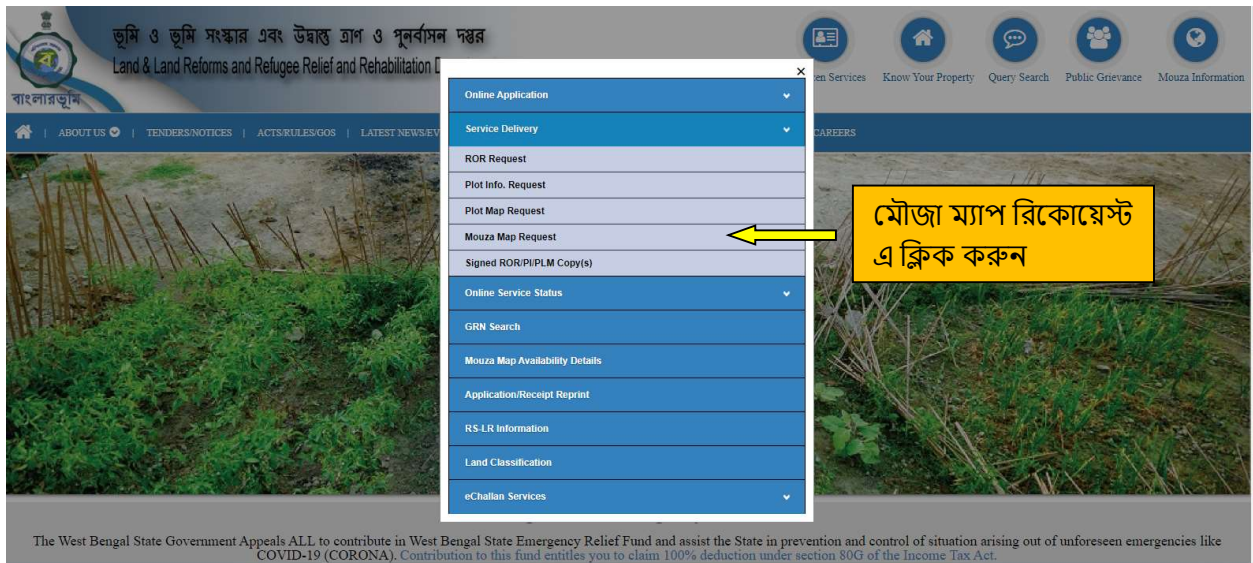 ভূমি ও ভূমি সংস্কার এবং উদ্বাস্তু ত্রাণ ও পুনর্বাসন দপ্তর
Land & Land Reforms and Refugee Relief and Rehabilitation D
বাংলারভূমি
Services
Know Your Property
Query Search
Public Grievance
Mouza Information
| ABOUT US | TENDERS/NOTICES | ACTS/RULES/GOS | LATEST NEWS/EV
CAREERS
×
Online Application
Service Delivery
ROR Request
Plot Info. Request
Plot Map Request
Mouza Map Request
Signed ROR/PI/PLM Copy(s)
Online Service Status
GRN Search
Mouza Map Availability Details
Application/Receipt Reprint
RS-LR Information
Land Classification
eChallan Services
মৌজা ম্যাপ রিকোয়েস্ট
এ ক্লিক করুন
The West Bengal State Government Appeals ALL to contribute in West Bengal State Emergency Relief Fund and assist the State in prevention and control of situation arising out of unforeseen emergencies like
COVID-19 (CORONA). Contribution to this fund entitles you to claim 100% deduction under section 80G of the Income Tax Act.